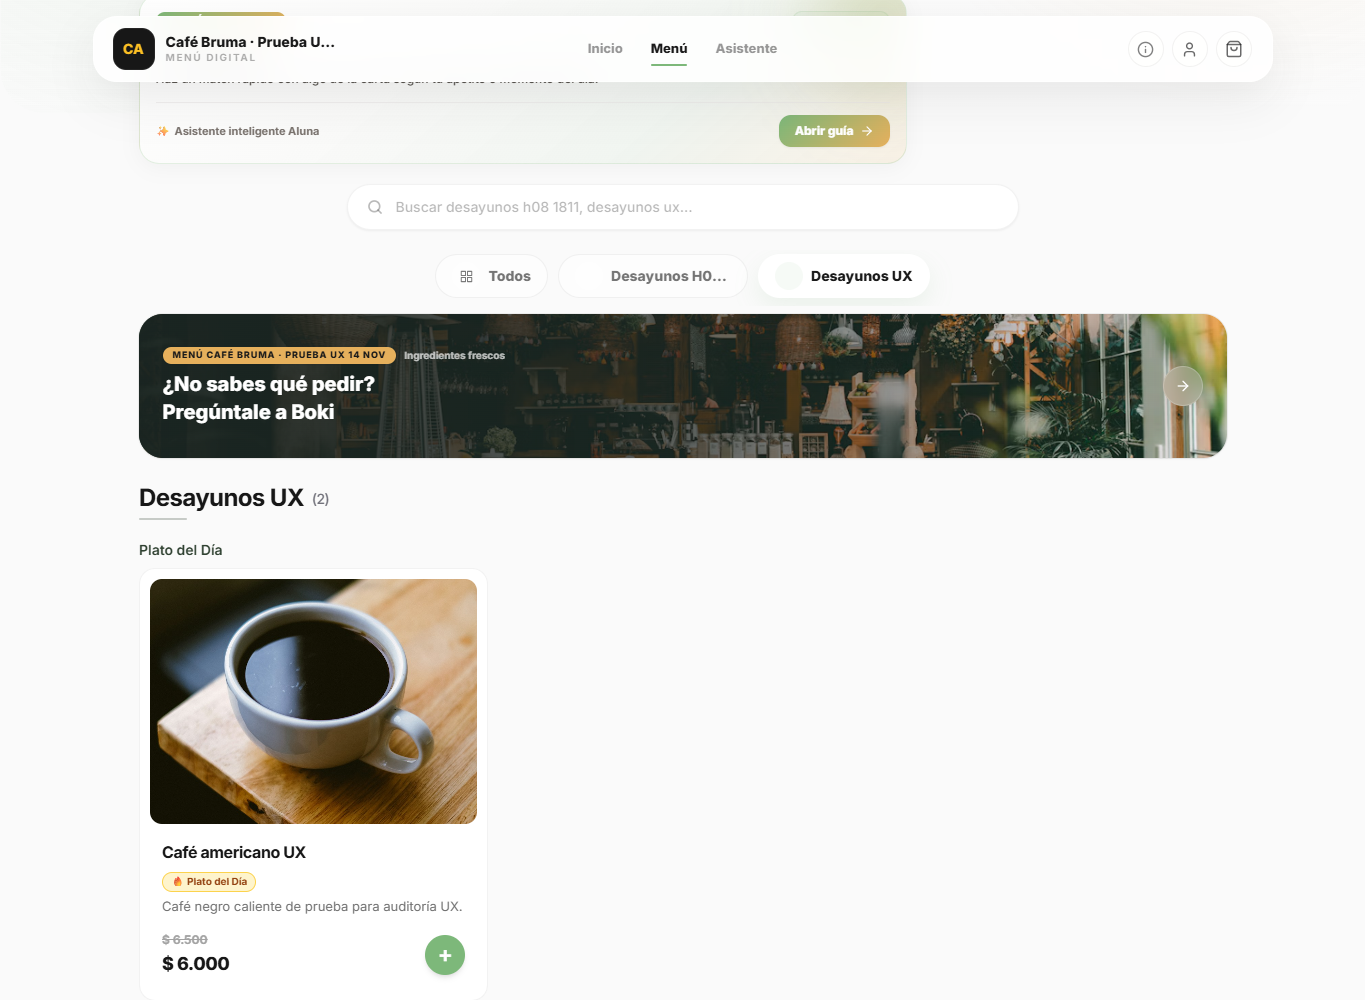 CA
Café Bruma · Prueba U...
MENÚ DIGITAL
Inicio
Menú
Asistente
Asistente inteligente Aluna
Abrir guía
Buscar desayunos h08 1811, desayunos ux...
Todos
Desayunos H0...
Desayunos UX
MENÚ CAFÉ BRUMA · PRUEBA UX 14 NOV
Ingredientes frescos
¿No sabes qué pedir?
Pregúntale a Boki
Desayunos UX (2)
Plato del Día
Café americano UX
Plato del Día
Café negro caliente de prueba para auditoría UX.
$ 6.500
$ 6.000